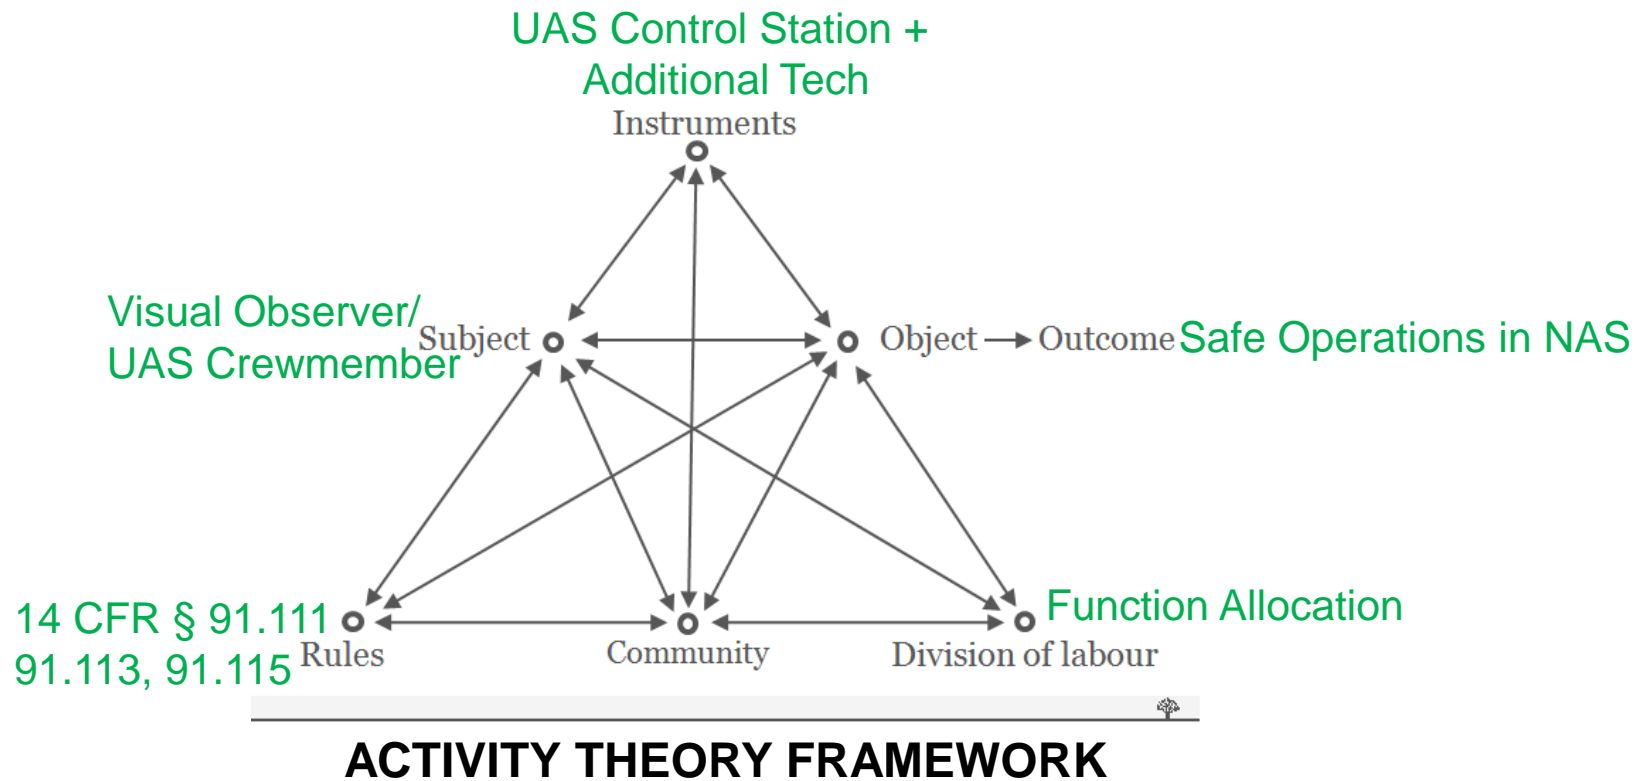 UAS Control Station +
Additional Tech
Instruments
Visual Observer/
UAS Crewmember
Subject
Object
Outcome
Safe Operations in NAS
14 CFR § 91.111
91.113, 91.115
Rules
Community
Function Allocation
Division of labour
ACTIVITY THEORY FRAMEWORK